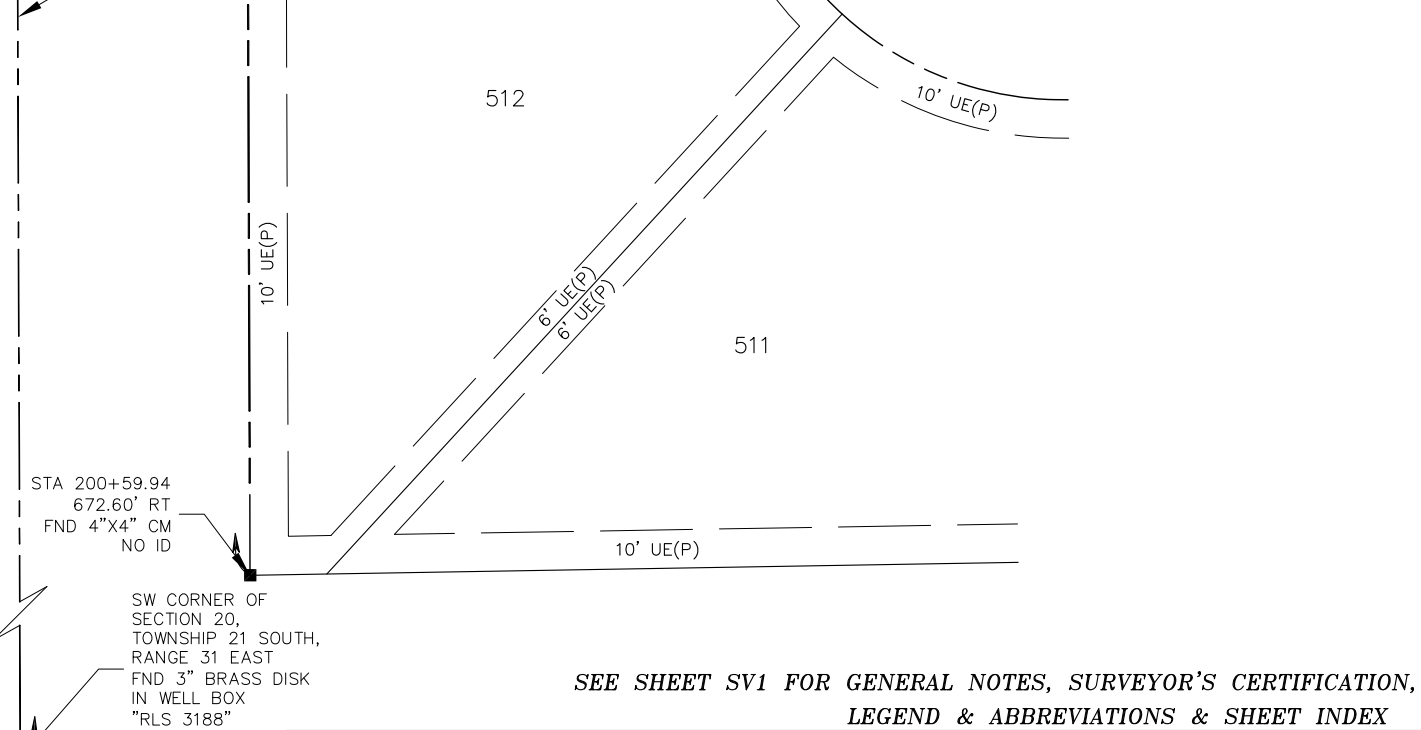 512
10' UE(P)
10' UE(P)
6' UE(P)
6' UE(P)
511
STA 200+59.94
672.60' RT
FND 4"X4" CM
NO ID
10' UE(P)
SW CORNER OF
SECTION 20,
TOWNSHIP 21 SOUTH,
RANGE 31 EAST
FND 3" BRASS DISK
IN WELL BOX
"RLS 3188"
SEE SHEET SV1 FOR GENERAL NOTES, SURVEYOR'S CERTIFICATION,
LEGEND & ABBREVIATIONS & SHEET INDEX